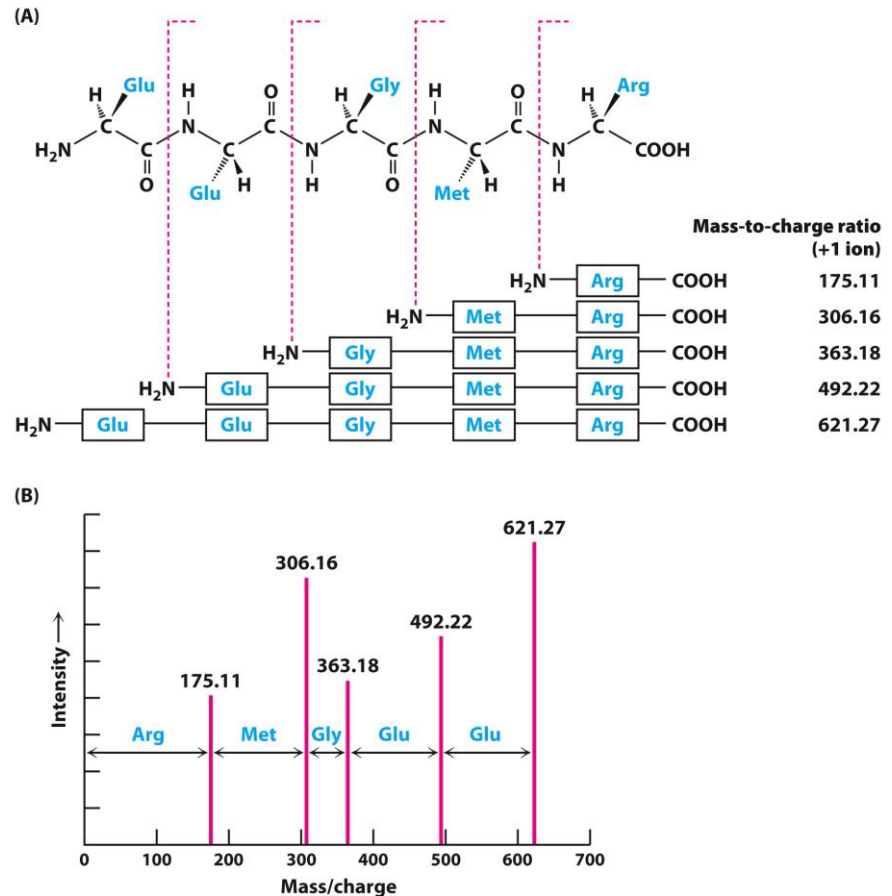 (A)
H Glu H O H Gly H O H Arg
H₂N C C N C C N C C N C C N C COOH
O Glu H H O Met H H
Mass-to-charge ratio
(+1 ion)
H₂N Arg COOH 175.11
H₂N Met Arg COOH 306.16
H₂N Gly Met Arg COOH 363.18
H₂N Glu Gly Met Arg COOH 492.22
H₂N Glu Glu Gly Met Arg COOH 621.27
(B)
621.27
306.16
492.22
363.18
175.11
Intensity
Arg Met Gly Glu Glu
0 100 200 300 400 500 600 700
Mass/charge